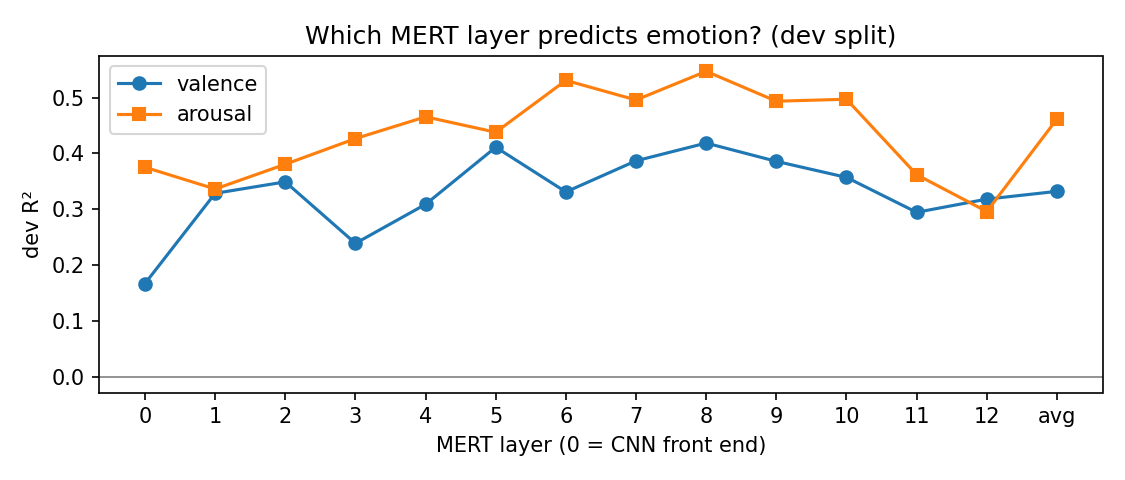 Which MERT layer predicts emotion? (dev split)
valence
arousal
dev R²
0.5
0.4
0.3
0.2
0.1
0.0
0 1 2 3 4 5 6 7 8 9 10 11 12 avg
MERT layer (0 = CNN front end)